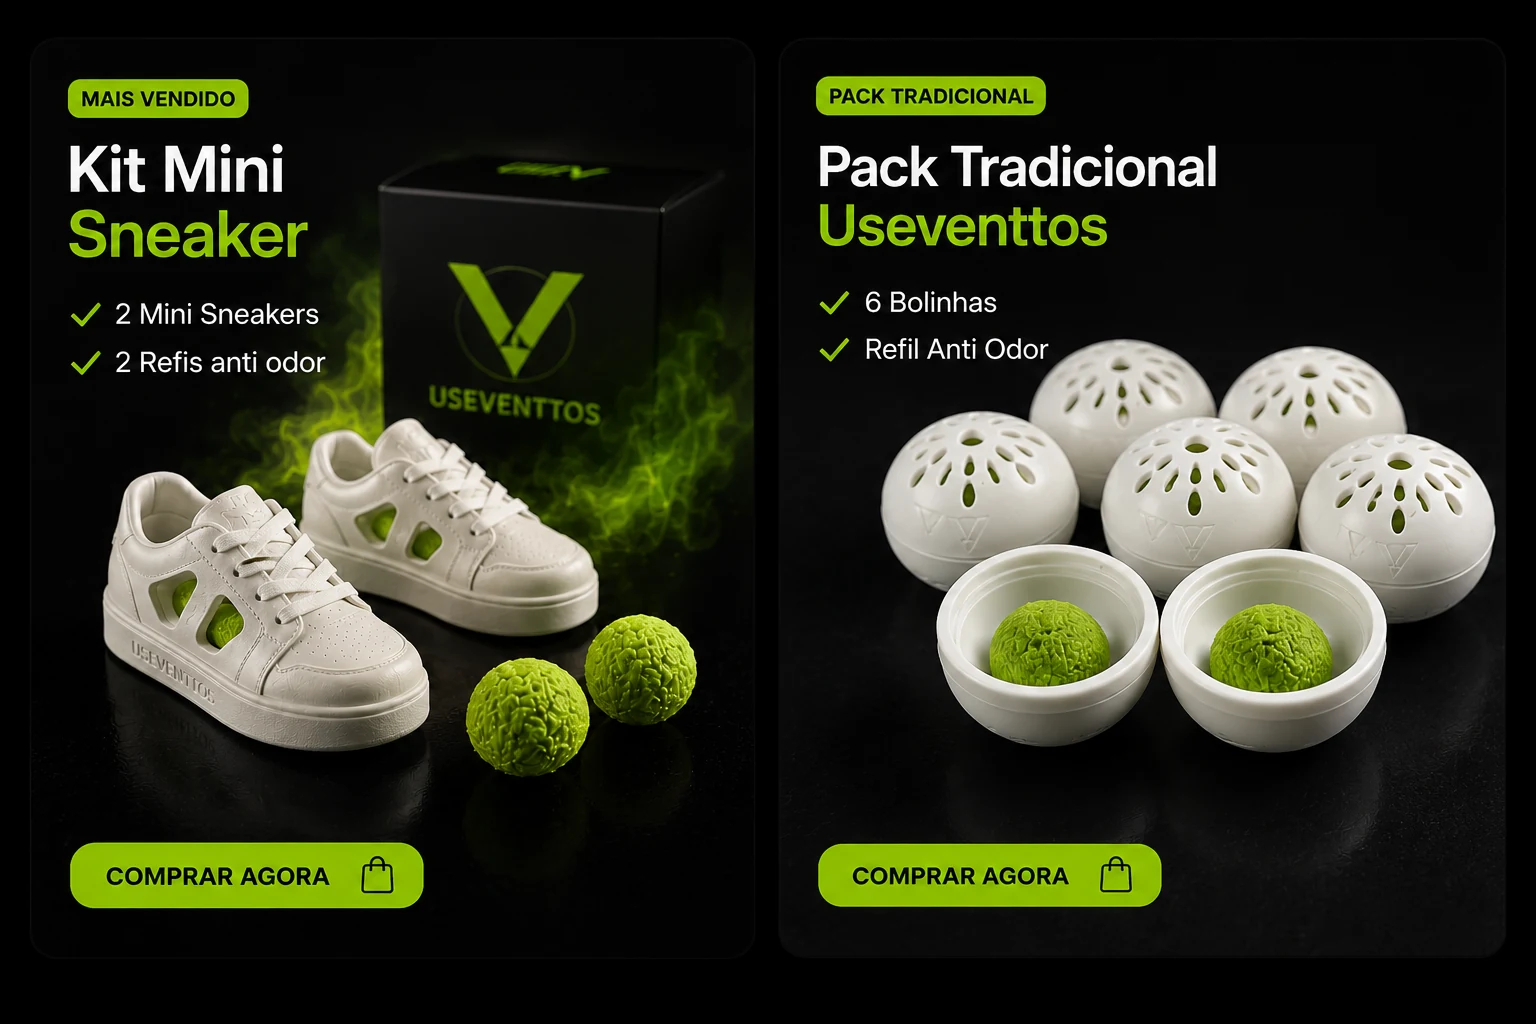 MAIS VENDIDO
Kit Mini
Sneaker
2 Mini Sneakers
2 Refis anti odor
USEVENTTOS
USEVENTTOS
COMPRAR AGORA
PACK TRADICIONAL
Pack Tradicional
Useventtos
6 Bolinhas
Refil Anti Odor
COMPRAR AGORA